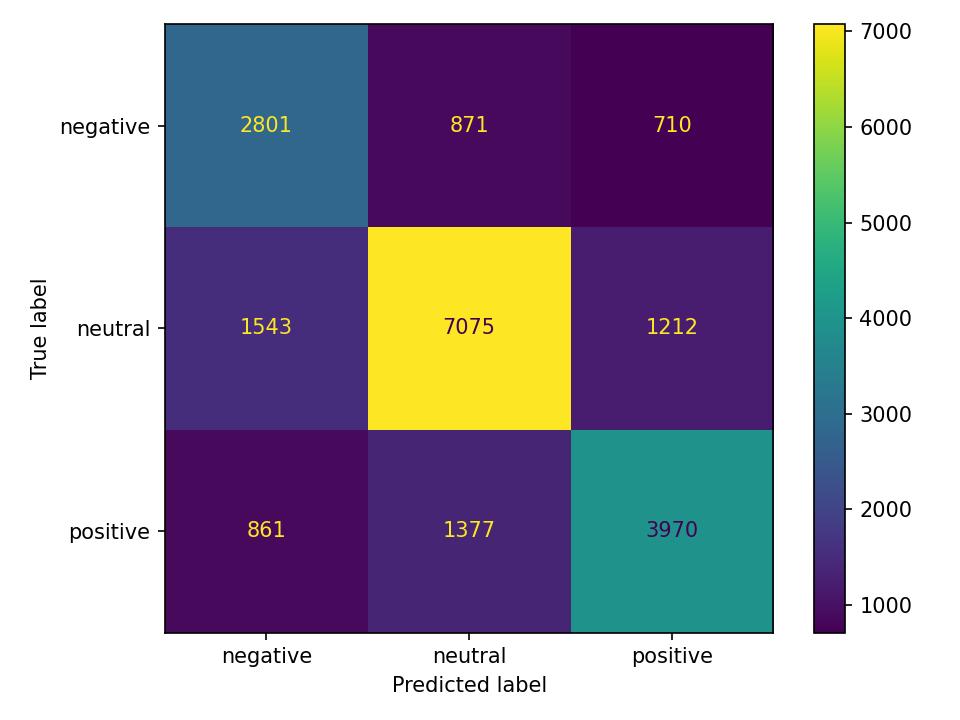 negative 2801 871 710
neutral 1543 7075 1212
positive 861 1377 3970
negative neutral positive
Predicted label
True label
7000
6000
5000
4000
3000
2000
1000